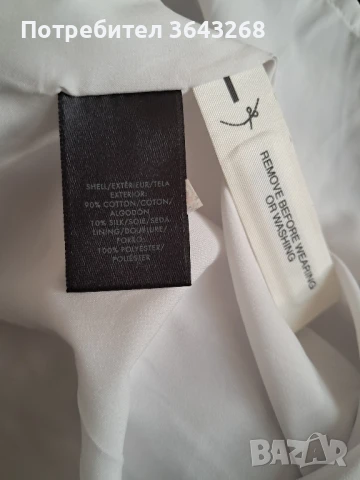 Потребител 3643268
SHELL/EXTÉRIEUR/TELA
EXTERIOR:
90% COTTON/COTON/
ALGODÓN
10% SILK/SOIE/SEDA
LINING/DOUBLURE/
FORRO:
100% POLYESTER/
POLIÉSTER
REMOVE BEFORE WEARING
OR WASHING
BAZAR